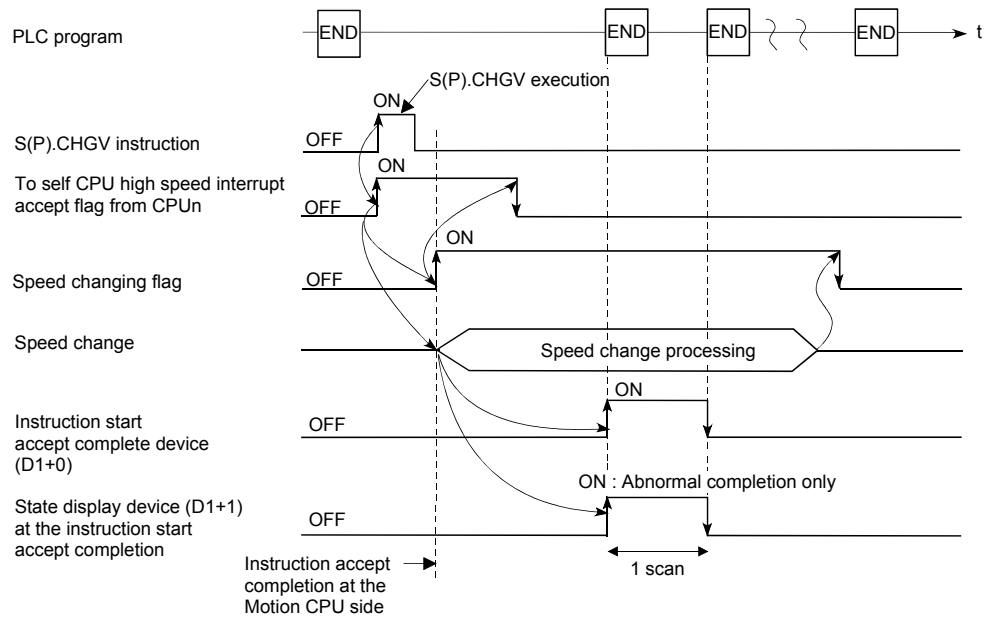 PLC program
END
END
END
END
t
S(P).CHGV execution
ON
S(P).CHGV instruction
OFF
ON
To self CPU high speed interrupt
accept flag from CPUn
OFF
ON
Speed changing flag
OFF
Speed change
Speed change processing
ON
Instruction start
accept complete device
(D1+0)
OFF
ON : Abnormal completion only
State display device (D1+1)
at the instruction start
accept completion
OFF
Instruction accept
completion at the
Motion CPU side
1 scan